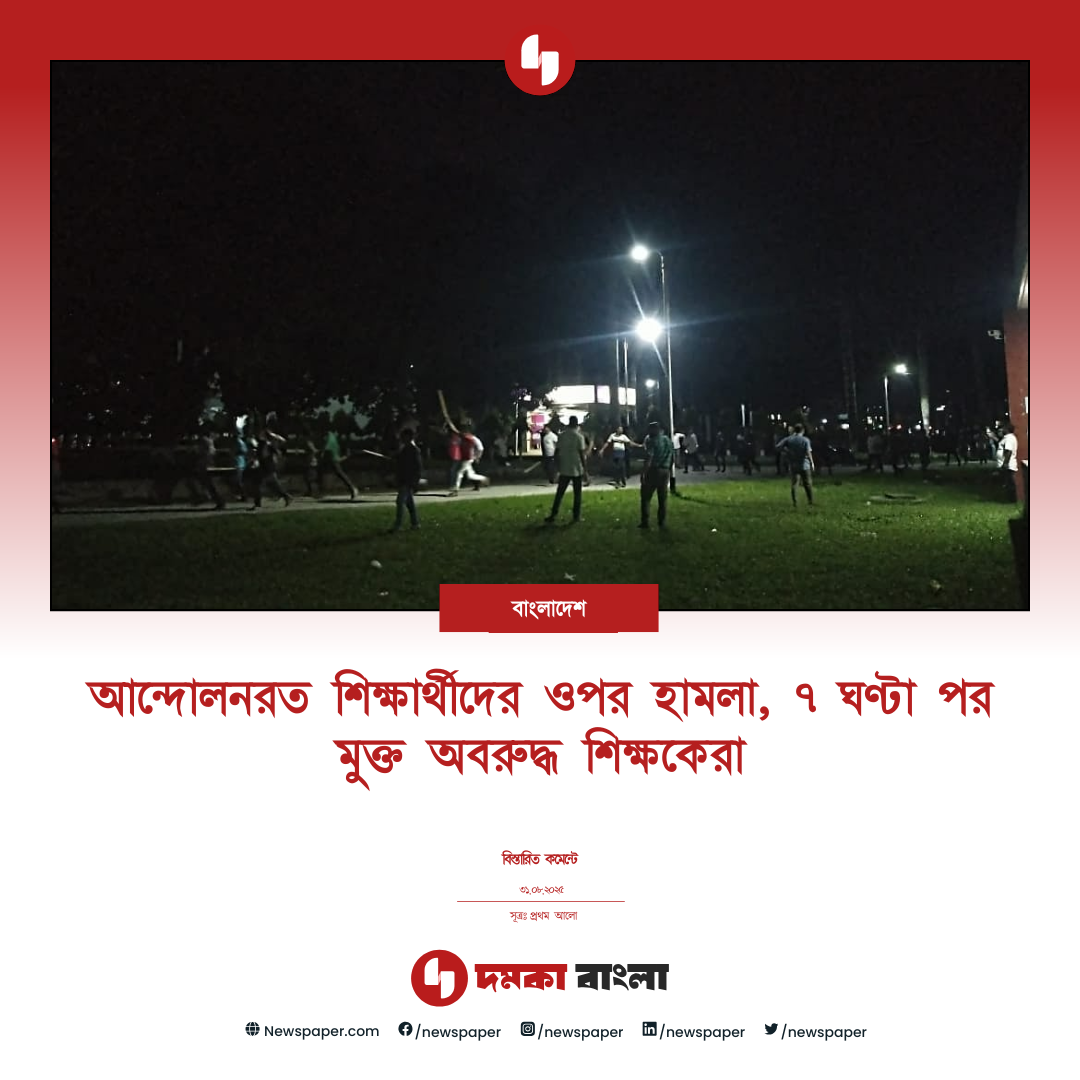 বাংলাদেশ
আন্দোলনরত শিক্ষার্থীদের ওপর হামলা, ৭ ঘণ্টা পর
মুক্ত অবরুদ্ধ শিক্ষকেরা
বিস্তারিত কমেন্টে
৩১.০৮.২০২৫
সূত্রঃ প্রথম আলো
দমকা বাংলা
Newspaper.com /newspaper /newspaper /newspaper /newspaper